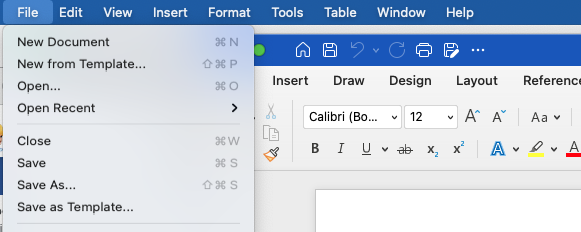 File Edit View Insert Format Tools Table Window Help
New Document ⌘ N
New from Template... ⇧ ⌘ P
Open... ⌘ O
Open Recent
Close ⌘ W
Save ⌘ S
Save As... ⇧ ⌘ S
Save as Template...
Insert Draw Design Layout
Calibri (Bo... 12 A A Aa
B I U ab x₂ x² A A